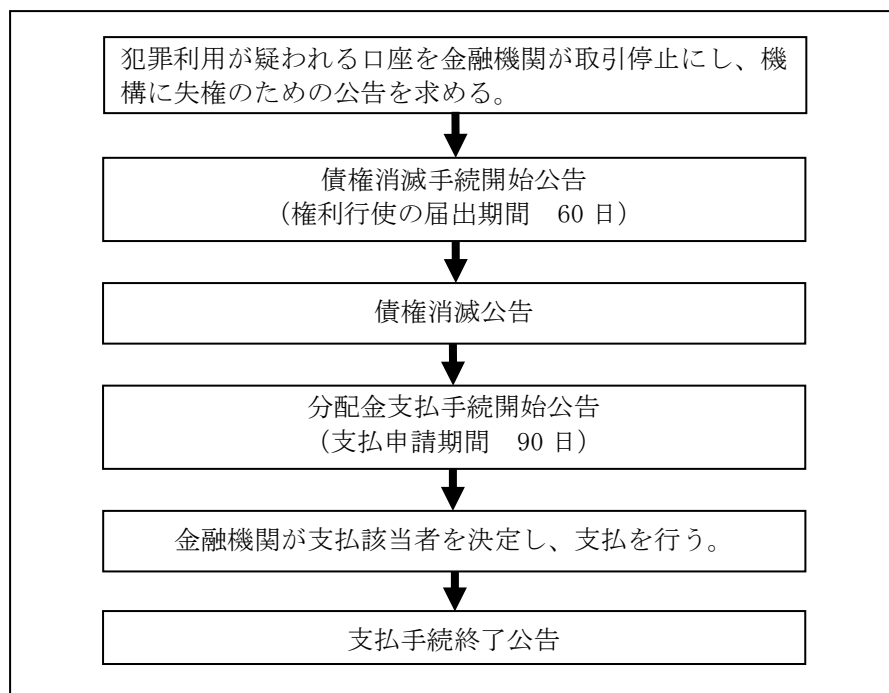 犯罪利用が疑われる口座を金融機関が取引停止にし、機
構に失権のための公告を求める。
債権消滅手続開始公告
（権利行使の届出期間　60 日）
債権消滅公告
分配金支払手続開始公告
（支払申請期間　90 日）
金融機関が支払該当者を決定し、支払を行う。
支払手続終了公告